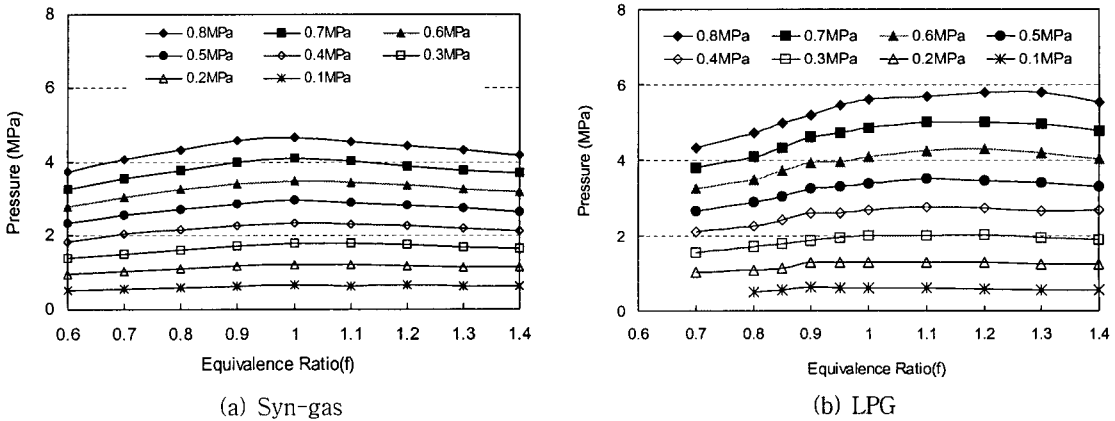 8
6
4
2
0
Pressure (MPa)
0.8MPa 0.7MPa 0.6MPa
0.5MPa 0.4MPa 0.3MPa
0.2MPa 0.1MPa
0.6 0.7 0.8 0.9 1 1.1 1.2 1.3 1.4
Equivalence Ratio(f)
(a) Syn-gas
8
6
4
2
0
Pressure (MPa)
0.8MPa 0.7MPa 0.6MPa 0.5MPa
0.4MPa 0.3MPa 0.2MPa 0.1MPa
0.6 0.7 0.8 0.9 1 1.1 1.2 1.3 1.4
Equivalence Ratio(f)
(b) LPG